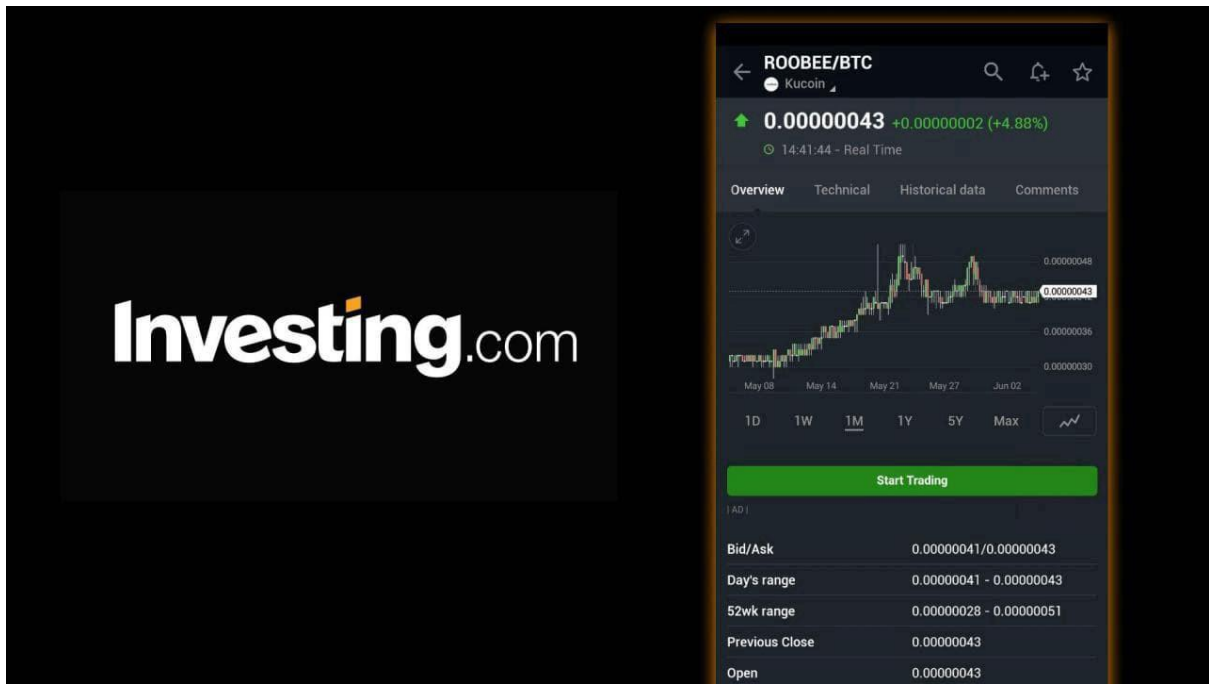 Investing.com
ROOBEE/BTC
Kucoin
0.00000043 +0.00000002 (+4.88%)
14:41:44 - Real Time
Overview Technical Historical data Comments
0.00000048
0.00000043
0.00000036
0.00000030
May 08 May 14 May 21 May 27 Jun 02
1D 1W 1M 1Y 5Y Max
Start Trading
| AD |
Bid/Ask 0.00000041/0.00000043
Day's range 0.00000041 - 0.00000043
52wk range 0.00000028 - 0.00000051
Previous Close 0.00000043
Open 0.00000043